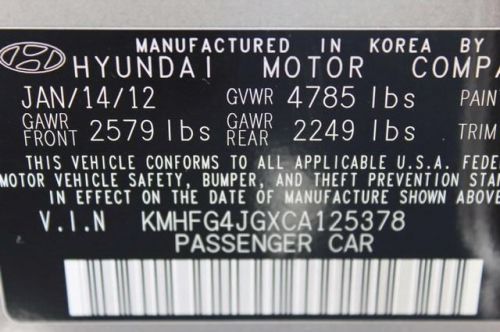 MANUFACTURED IN KOREA BY
HYUNDAI MOTOR COMPA
JAN/14/12 GVWR 4785 lbs PAIN
GAWR FRONT 2579 lbs GAWR REAR 2249 lbs TRIM
THIS VEHICLE CONFORMS TO ALL APPLICABLE U.S.A. FEDE
MOTOR VEHICLE SAFETY, BUMPER, AND THEFT PREVENTION STAN
IN EFFECT ON THE DATE OF MANUFACTURE SHOWN ABOVE
V.I.N KMHFG4JGXCA125378
PASSENGER CAR